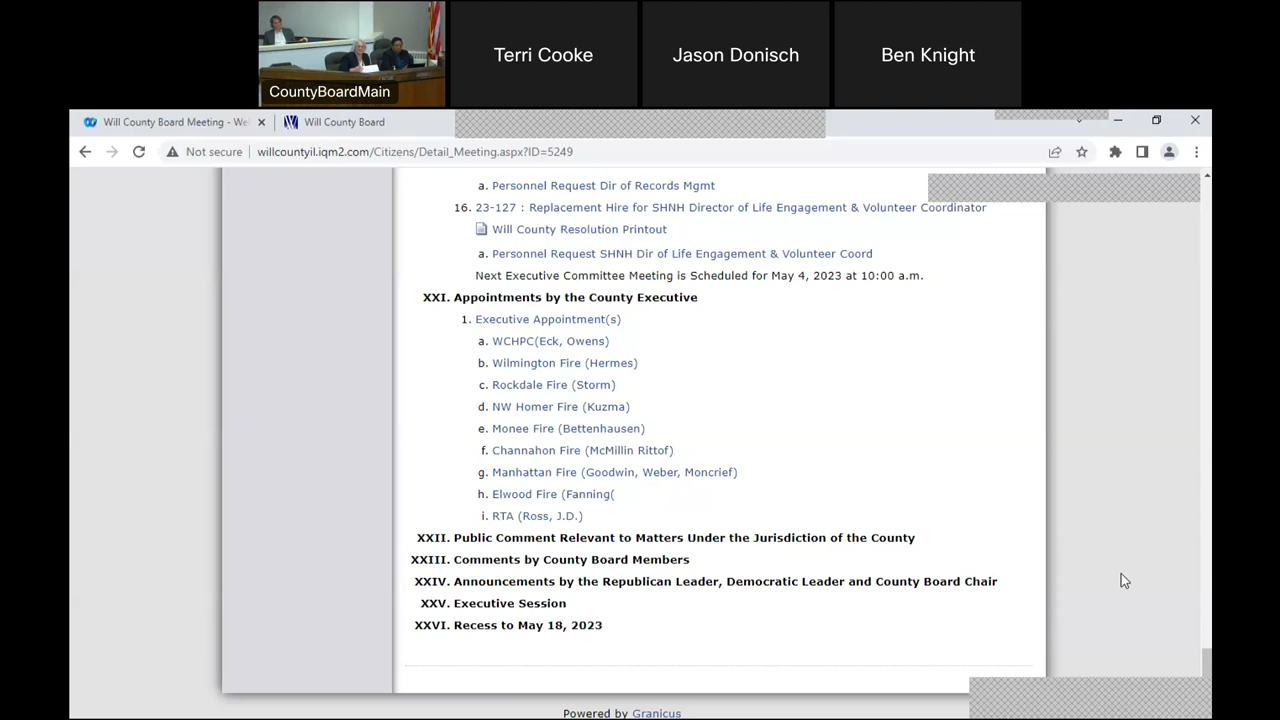 Terri Cooke
Jason Donisch
Ben Knight
CountyBoardMain
Will County Board Meeting - We
Will County Board
Not secure
willcountyil.iqm2.com/Citizens/Detail_Meeting.aspx?ID=5249
a. Personnel Request Dir of Records Mgmt
16. 23-127 : Replacement Hire for SHNH Director of Life Engagement & Volunteer Coordinator
Will County Resolution Printout
a. Personnel Request SHNH Dir of Life Engagement & Volunteer Coord
Next Executive Committee Meeting is Scheduled for May 4, 2023 at 10:00 a.m.
XXI. Appointments by the County Executive
1. Executive Appointment(s)
a. WCHPC(Eck, Owens)
b. Wilmington Fire (Hermes)
c. Rockdale Fire (Storm)
d. NW Homer Fire (Kuzma)
e. Monee Fire (Bettenhausen)
f. Channahon Fire (McMillin Rittof)
g. Manhattan Fire (Goodwin, Weber, Moncrief)
h. Elwood Fire (Fanning(
i. RTA (Ross, J.D.)
XXII. Public Comment Relevant to Matters Under the Jurisdiction of the County
XXIII. Comments by County Board Members
XXIV. Announcements by the Republican Leader, Democratic Leader and County Board Chair
XXV. Executive Session
XXVI. Recess to May 18, 2023
Powered by Granicus